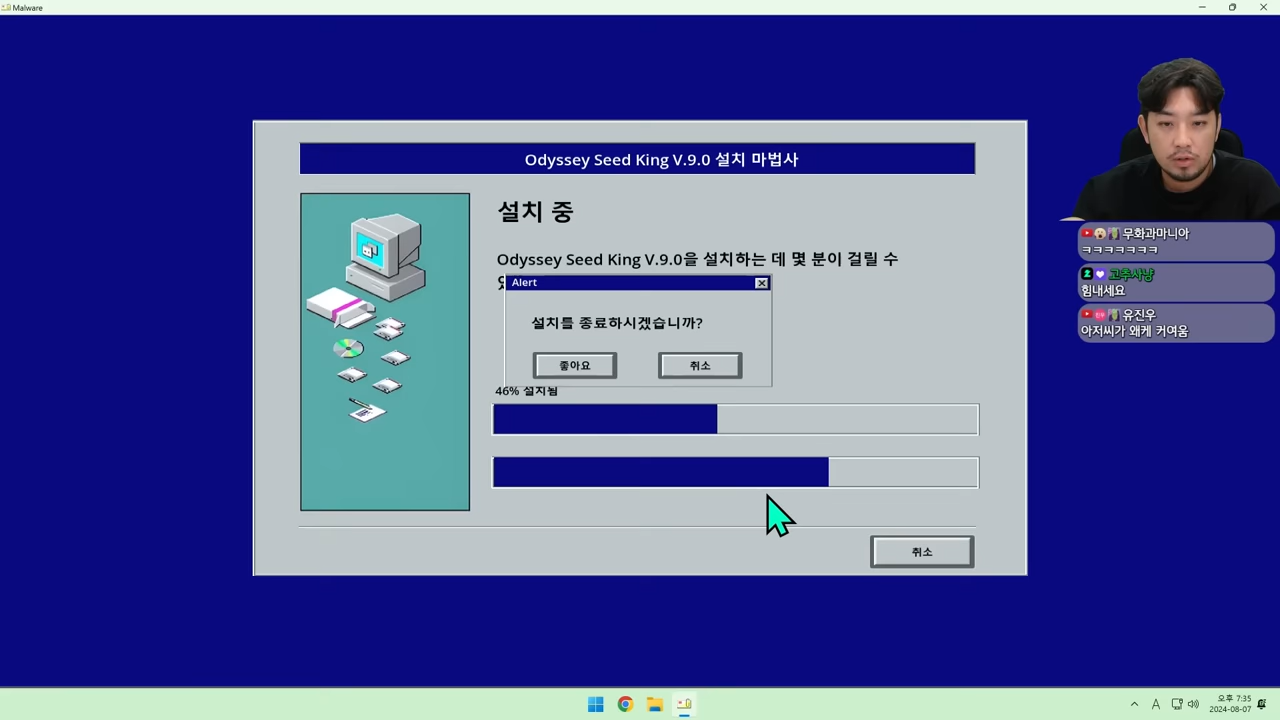 Malware
Odyssey Seed King V.9.0 설치 마법사
설치 중
Odyssey Seed King V.9.0을 설치하는 데 몇 분이 걸릴 수
Alert
설치를 종료하시겠습니까?
좋아요
취소
46% 설치됨
취소
무화과마니아
ㅋㅋㅋㅋㅋㅋㅋ
고추사냥
힘내세요
유진우
아저씨가 왜케 커여움
A
오후 7:35
2024-08-07